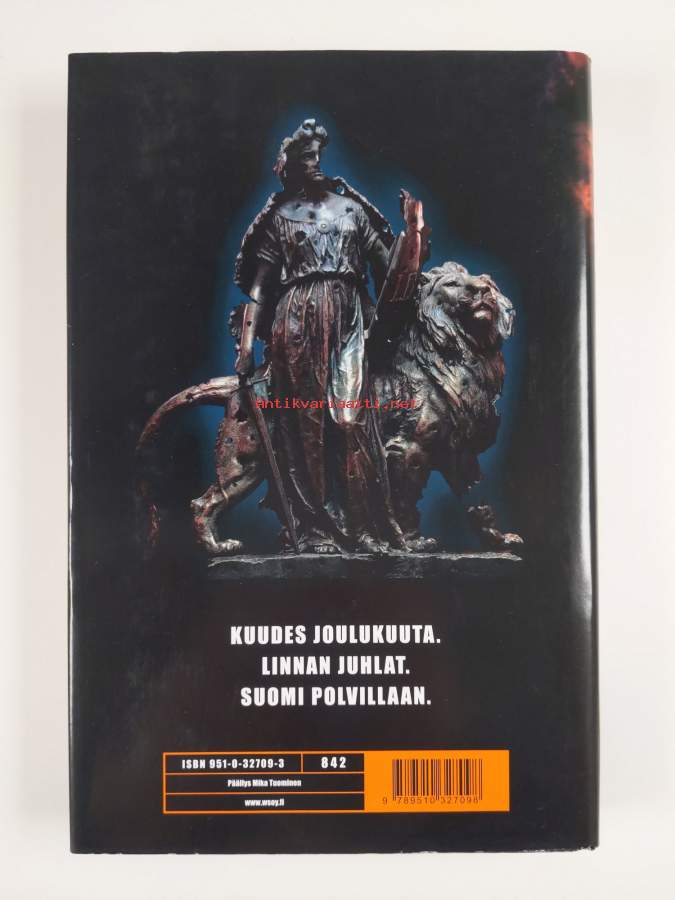 antikvariaatti.net
KUUDES JOULUKUUTA.
LINNAN JUHLAT.
SUOMI POLVILLAAN.
ISBN 951-0-32709-3 842
Päällys Mika Tuominen
www.wsoy.fi
9 789510 327098